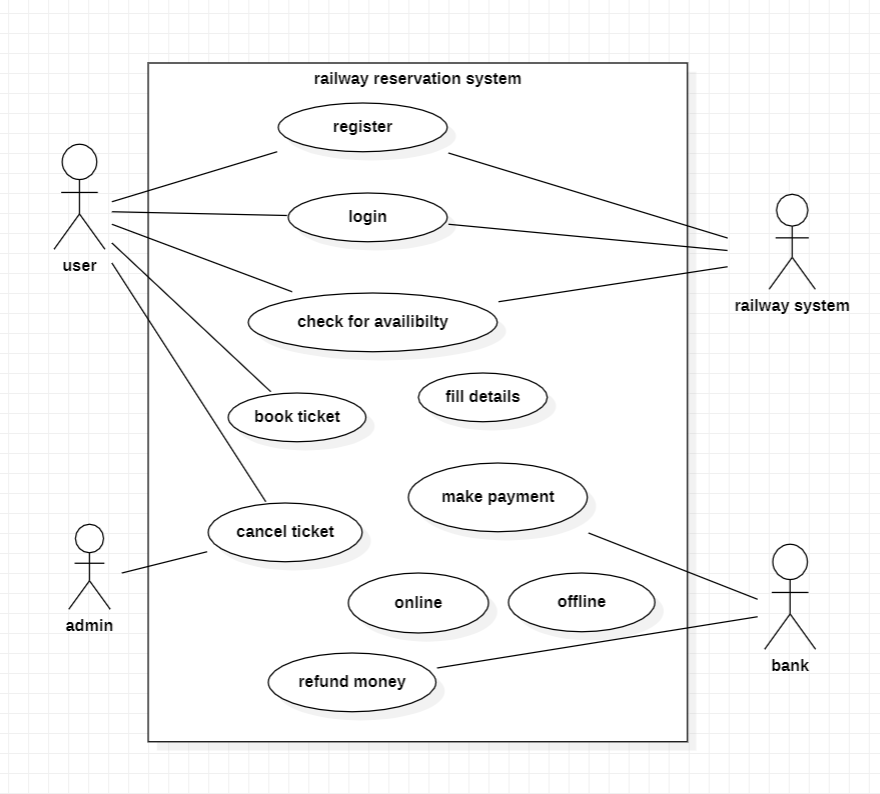 railway reservation system
register
login
user
railway system
check for availibilty
fill details
book ticket
make payment
cancel ticket
online
offline
admin
bank
refund money